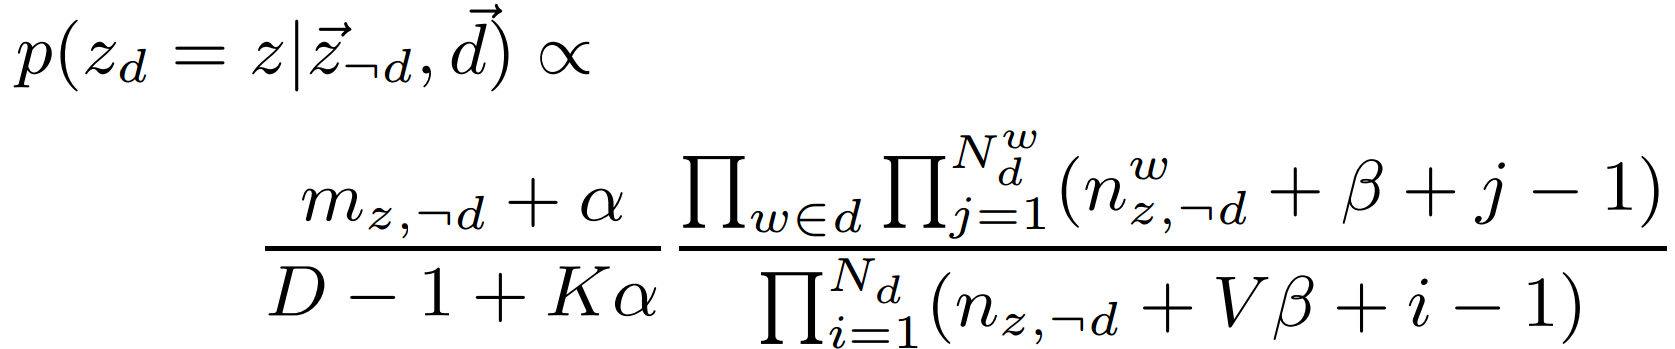 p(z_d = z|\vec{z}_{\neg d}, \vec{d}) \propto
\frac{m_{z,\neg d} + \alpha}{D - 1 + K\alpha} \frac{\prod_{w \in d} \prod_{j=1}^{N_d^w} (n_{z,\neg d}^w + \beta + j - 1)}{\prod_{i=1}^{N_d} (n_{z,\neg d} + V\beta + i - 1)}